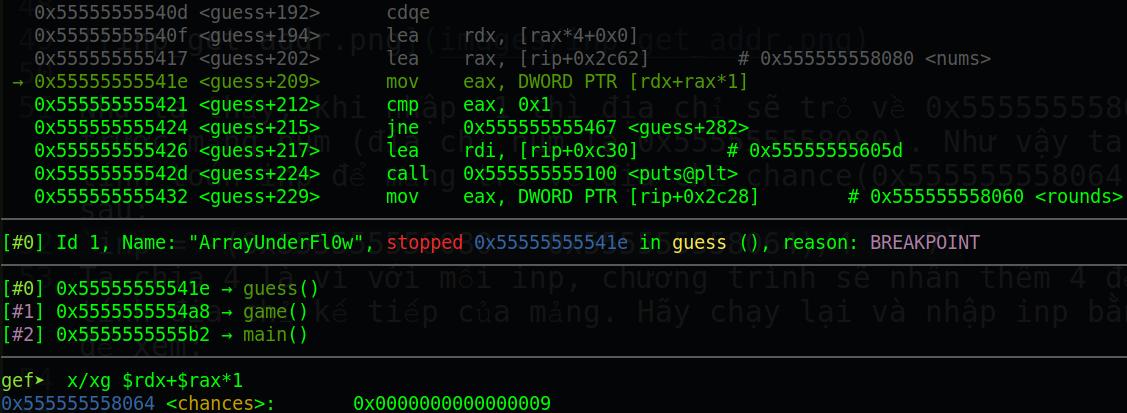 0x55555555540d <guess+192> cdqe
0x55555555540f <guess+194> lea rdx, [rax*4+0x0]
0x555555555417 <guess+202> lea rax, [rip+0x2c62] # 0x555555558080 <nums>
→ 0x55555555541e <guess+209> mov eax, DWORD PTR [rdx+rax*1]
0x555555555421 <guess+212> cmp eax, 0x1
0x555555555424 <guess+215> jne 0x555555555467 <guess+282>
0x555555555426 <guess+217> lea rdi, [rip+0xc30] # 0x55555555605d
0x55555555542d <guess+224> call 0x555555555100 <puts@plt>
0x555555555432 <guess+229> mov eax, DWORD PTR [rip+0x2c28] # 0x555555558060 <rounds>
[#0] Id 1, Name: "ArrayUnderFl0w", stopped 0x55555555541e in guess (), reason: BREAKPOINT
[#0] 0x55555555541e → guess()
[#1] 0x5555555554a8 → game()
[#2] 0x5555555555b2 → main()
gef➤ x/xg $rdx+$rax*1
0x555555558064 <chances>: 0x0000000000000009